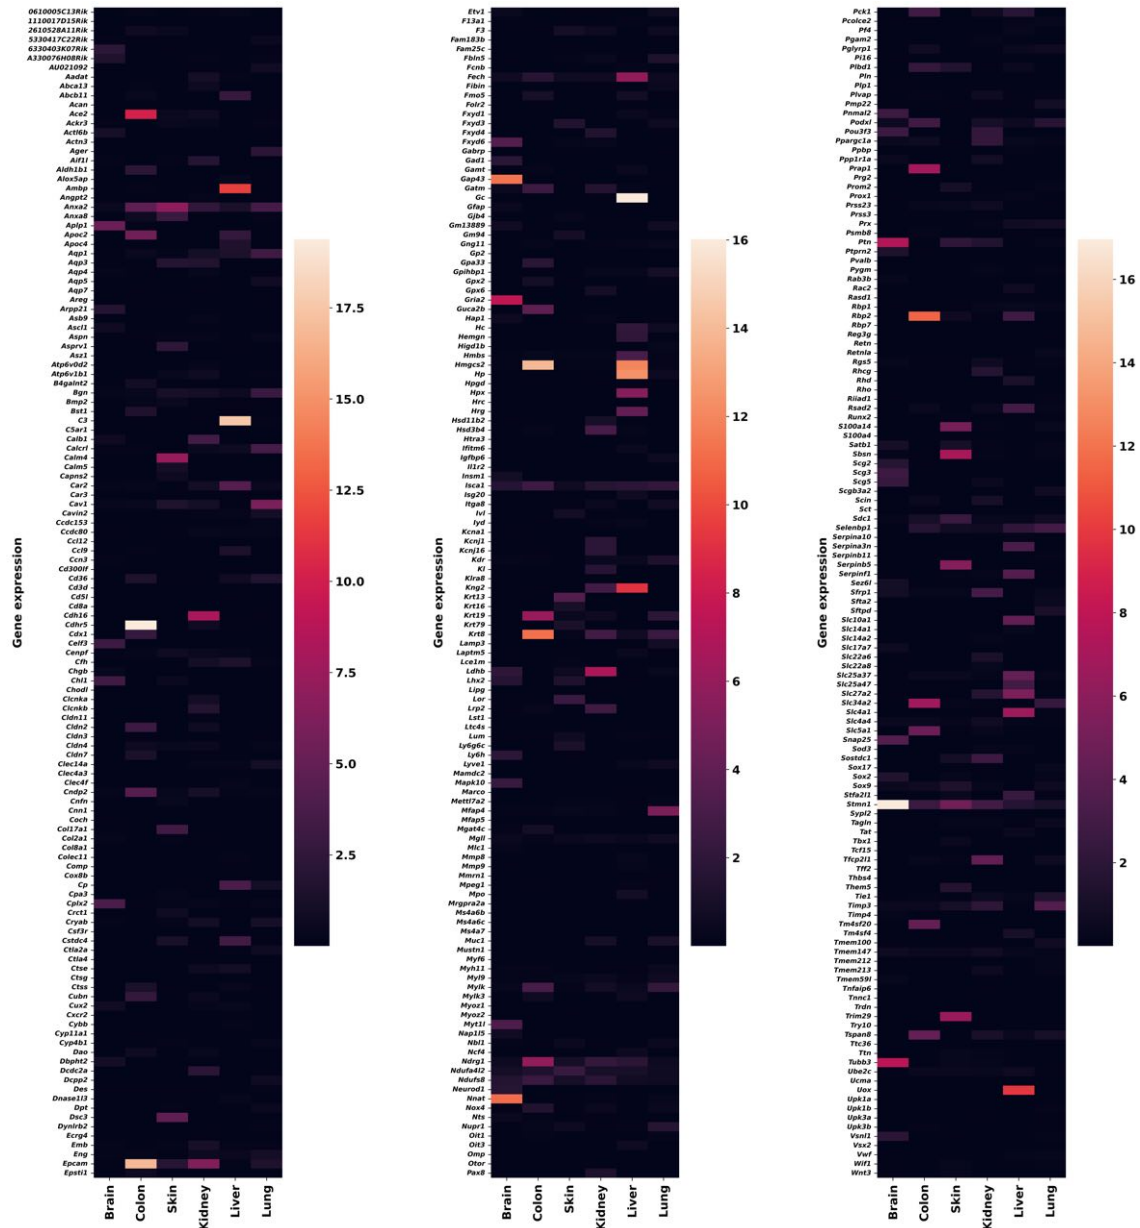 Gene expression
0610005C13Rik
1110017D15Rik
2610528A11Rik
5330417C22Rik
6330403K07Rik
A330076H08Rik
AU021092
Aadat
Abca13
Abcb11
Acan
Ace2
Ackr3
Actl6b
Actn3
Ager
Aif1l
Aldh1b1
Alox5ap
Ambp
Angpt2
Anxa2
Anxa8
Aplp1
Apoc2
Apoc4
Aqp1
Aqp3
Aqp4
Aqp5
Aqp7
Areg
Arpp21
Asb9
Ascl1
Aspn
Asprv1
Asz1
Atp6v0d2
Atp6v1b1
B4galnt2
Bgn
Bmp2
Bst1
C3
C5ar1
Calb1
Calcrl
Calm4
Calm5
Capns2
Car2
Car3
Cav1
Cavin2
Ccdc153
Ccdc80
Ccl12
Ccl9
Ccn3
Cd300lf
Cd36
Cd3d
Cd5l
Cd8a
Cdh16
Cdhr5
Cdx1
Celf3
Cenpf
Cfh
Chgb
Chl1
Chodl
Clcnka
Clcnkb
Cldn11
Cldn2
Cldn3
Cldn4
Cldn7
Clec14a
Clec4a3
Clec4f
Cndp2
Cnfn
Cnn1
Coch
Col17a1
Col2a1
Col8a1
Colec11
Comp
Cox8b
Cp
Cpa3
Cplx2
Crct1
Cryab
Csf3r
Cstdc4
Ctla2a
Ctla4
Ctse
Ctsg
Ctss
Cubn
Cux2
Cxcr2
Cybb
Cyp11a1
Cyp4b1
Dao
Dbpht2
Dcdc2a
Dcpp2
Des
Dnase1l3
Dpt
Dsc3
Dynlrb2
Ecrg4
Emb
Eng
Epcam
Epsti1
Brain
Colon
Skin
Kidney
Liver
Lung
17.5
15.0
12.5
10.0
7.5
5.0
2.5
Gene expression
Etv1
F13a1
F3
Fam183b
Fam25c
Fbln5
Fcnb
Fech
Fibin
Fmo5
Folr2
Fxyd1
Fxyd3
Fxyd4
Fxyd6
Gabrp
Gad1
Gamt
Gap43
Gatm
Gc
Gfap
Gjb4
Gm13889
Gm94
Gng11
Gp2
Gpa33
Gpihbp1
Gpx2
Gpx6
Gria2
Guca2b
Hap1
Hc
Hemgn
Higd1b
Hmbs
Hmgcs2
Hp
Hpgd
Hpx
Hrc
Hrg
Hsd11b2
Hsd3b4
Htra3
Ifitm6
Igfbp6
Il1r2
Insm1
Isca1
Isg20
Itga8
Ivl
Iyd
Kcna1
Kcnj1
Kcnj16
Kdr
Kl
Klra8
Kng2
Krt13
Krt16
Krt19
Krt79
Krt8
Lamp3
Laptm5
Lce1m
Ldhb
Lhx2
Lipg
Lor
Lrp2
Lst1
Ltc4s
Lum
Ly6g6c
Ly6h
Lyve1
Mamdc2
Mapk10
Marco
Mettl7a2
Mfap4
Mfap5
Mgat4c
Mgll
Mlc1
Mmp8
Mmp9
Mmrn1
Mpeg1
Mpo
Mrgpra2a
Ms4a6b
Ms4a6c
Ms4a7
Muc1
Mustn1
Myf6
Myh11
Myl9
Mylk
Mylk3
Myoz1
Myoz2
Myt1l
Nap1l5
Nbl1
Ncf4
Ndrg1
Ndufa4l2
Ndufs8
Neurod1
Nnat
Nox4
Nts
Nupr1
Oit1
Oit3
Omp
Otor
Pax8
Brain
Colon
Skin
Kidney
Liver
Lung
16
14
12
10
8
6
4
2
Gene expression
Pck1
Pcolce2
Pf4
Pgam2
Pglyrp1
Pi16
Plbd1
Pln
Plp1
Plvap
Pmp22
Pnmal2
Podxl
Pou3f3
Ppargc1a
Ppbp
Ppp1r1a
Prap1
Prg2
Prom2
Prox1
Prss23
Prss3
Prx
Psmb8
Ptn
Ptprn2
Pvalb
Pygm
Rab3b
Rac2
Rasd1
Rbp1
Rbp2
Rbp7
Reg3g
Retn
Retnla
Rgs5
Rhcg
Rhd
Rho
Riiad1
Rsad2
Runx2
S100a14
S100a4
Satb1
Sbsn
Scg2
Scg3
Scg5
Scgb3a2
Scin
Sct
Sdc1
Selenbp1
Serpina10
Serpina3n
Serpinb11
Serpinb5
Serpinf1
Sez6l
Sfrp1
Sfta2
Sftpd
Slc10a1
Slc14a1
Slc14a2
Slc17a7
Slc22a6
Slc22a8
Slc25a37
Slc25a47
Slc27a2
Slc34a2
Slc4a1
Slc4a4
Slc5a1
Snap25
Sod3
Sostdc1
Sox17
Sox2
Sox9
Stfa2l1
Stmn1
Sypl2
Tagln
Tat
Tbx1
Tcf15
Tfcp2l1
Tff2
Thbs4
Them5
Tie1
Timp3
Timp4
Tm4sf20
Tm4sf4
Tmem100
Tmem147
Tmem212
Tmem213
Tmem59l
Tnfaip6
Tnnc1
Trdn
Trim29
Try10
Tspan8
Ttc36
Ttn
Tubb3
Ube2c
Ucma
Uox
Upk1a
Upk1b
Upk3a
Upk3b
Vsnl1
Vsx2
Vwf
Wif1
Wnt3
Brain
Colon
Skin
Kidney
Liver
Lung
16
14
12
10
8
6
4
2